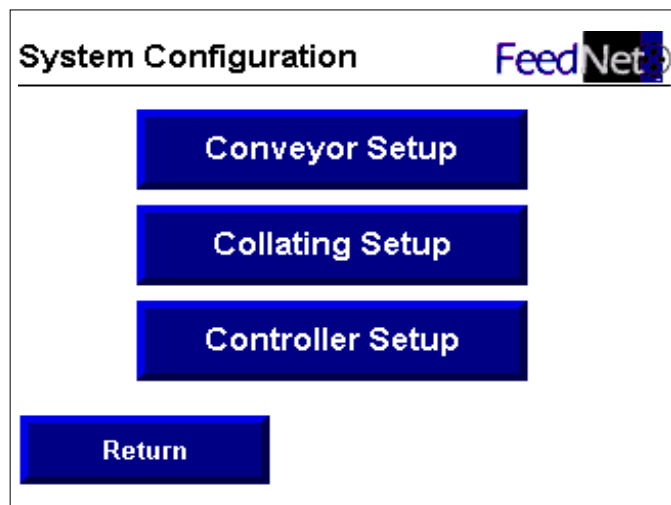 System Configuration
FeedNet
Conveyor Setup
Collating Setup
Controller Setup
Return